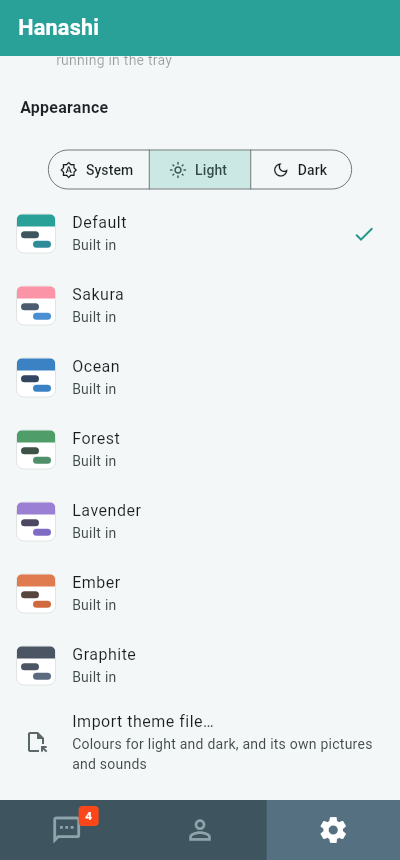 Hanashi
running in the tray
Appearance
System
Light
Dark
Default
Built in
Sakura
Built in
Ocean
Built in
Forest
Built in
Lavender
Built in
Ember
Built in
Graphite
Built in
Import theme file…
Colours for light and dark, and its own pictures
and sounds
4